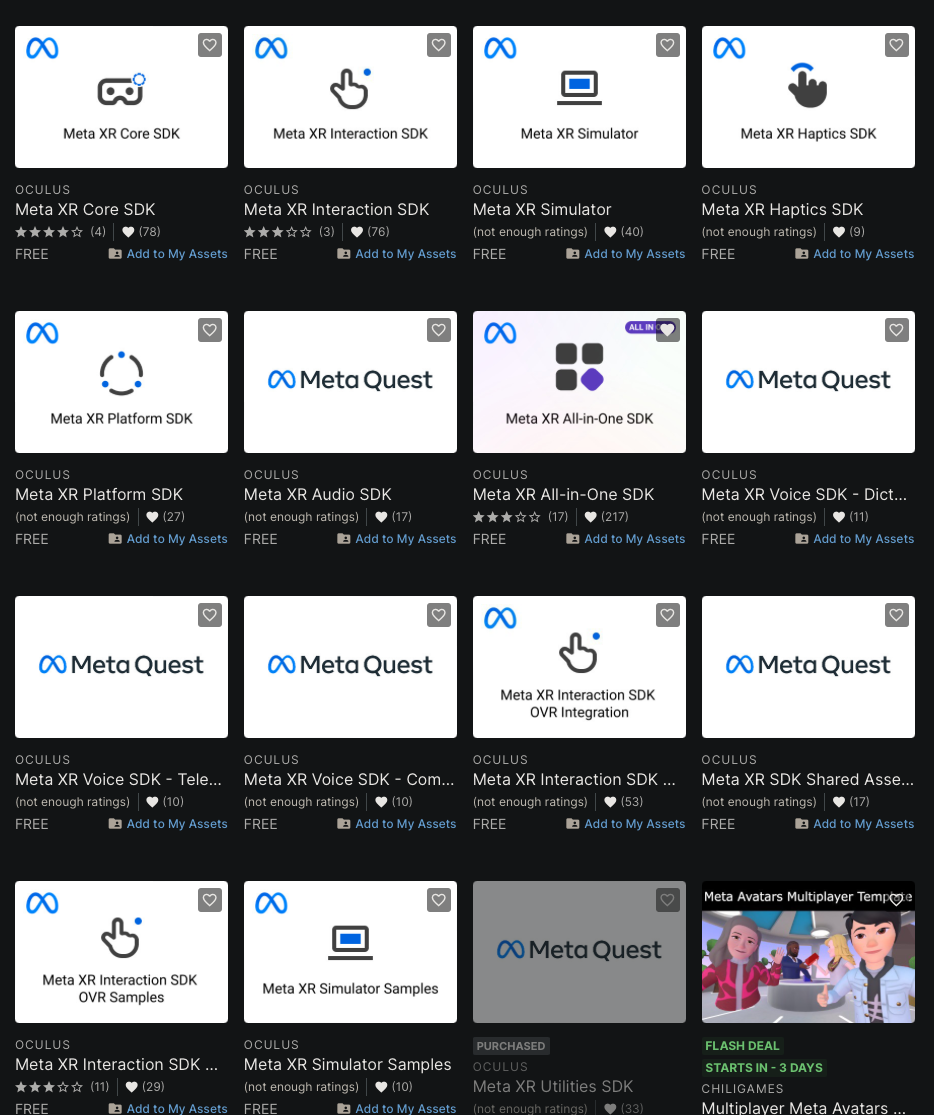 Meta XR Core SDK
Meta XR Interaction SDK
Meta XR Simulator
Meta XR Haptics SDK
OCULUS
Meta XR Core SDK
(4) (78)
FREE Add to My Assets
OCULUS
Meta XR Interaction SDK
(3) (76)
FREE Add to My Assets
OCULUS
Meta XR Simulator
(not enough ratings) (40)
FREE Add to My Assets
OCULUS
Meta XR Haptics SDK
(not enough ratings) (9)
FREE Add to My Assets
Meta XR Platform SDK
Meta Quest
ALL IN
Meta XR All-in-One SDK
Meta Quest
OCULUS
Meta XR Platform SDK
(not enough ratings) (27)
FREE Add to My Assets
OCULUS
Meta XR Audio SDK
(not enough ratings) (17)
FREE Add to My Assets
OCULUS
Meta XR All-in-One SDK
(17) (217)
FREE Add to My Assets
OCULUS
Meta XR Voice SDK - Dict...
(not enough ratings) (11)
FREE Add to My Assets
Meta Quest
Meta Quest
Meta XR Interaction SDK
OVR Integration
Meta Quest
OCULUS
Meta XR Voice SDK - Tele...
(not enough ratings) (10)
FREE Add to My Assets
OCULUS
Meta XR Voice SDK - Com...
(not enough ratings) (10)
FREE Add to My Assets
OCULUS
Meta XR Interaction SDK ...
(not enough ratings) (53)
FREE Add to My Assets
OCULUS
Meta XR SDK Shared Asse...
(not enough ratings) (17)
FREE Add to My Assets
Meta XR Interaction SDK
OVR Samples
Meta XR Simulator Samples
Meta Quest
Meta Avatars Multiplayer Template
OCULUS
Meta XR Interaction SDK ...
(11) (29)
FREE Add to My Assets
OCULUS
Meta XR Simulator Samples
(not enough ratings) (10)
FREE Add to My Assets
PURCHASED
OCULUS
Meta XR Utilities SDK
(not enough ratings) (33)
FLASH DEAL
STARTS IN - 3 DAYS
CHILIGAMES
Multiplayer Meta Avatars ...